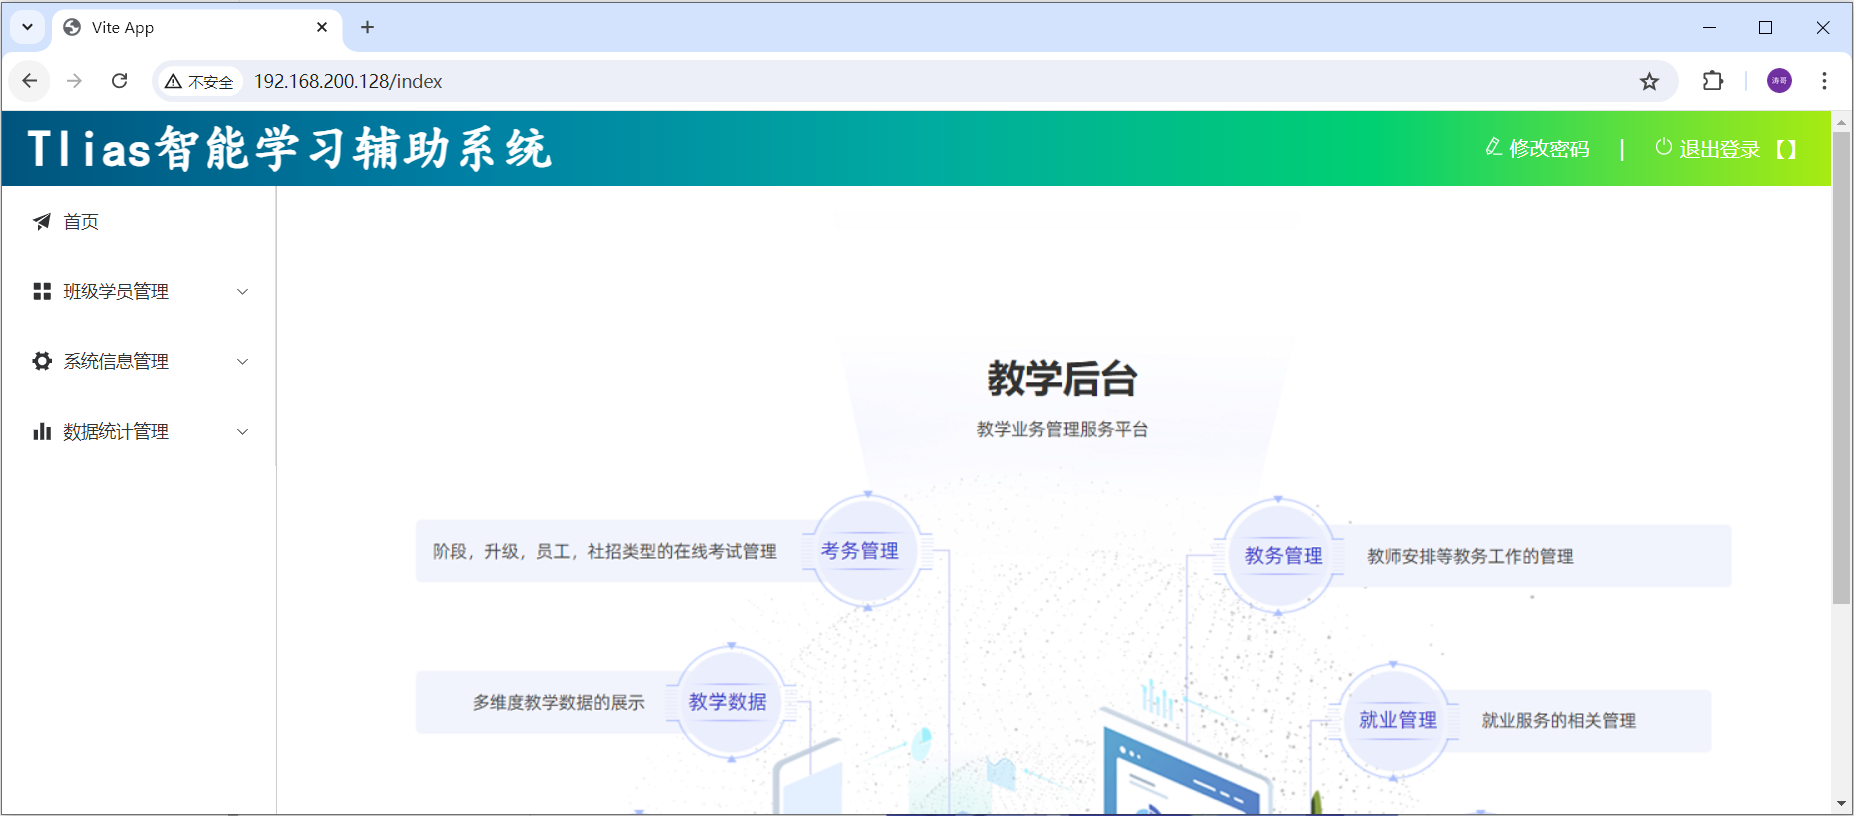 Vite App
不安全 192.168.200.128/index
涛哥
Tlias智能学习辅助系统
修改密码 | 退出登录 【】
首页
班级学员管理
系统信息管理
数据统计管理
教学后台
教学业务管理服务平台
阶段，升级，员工，社招类型的在线考试管理 考务管理
教务管理 教师安排等教务工作的管理
多维度教学数据的展示 教学数据
就业管理 就业服务的相关管理